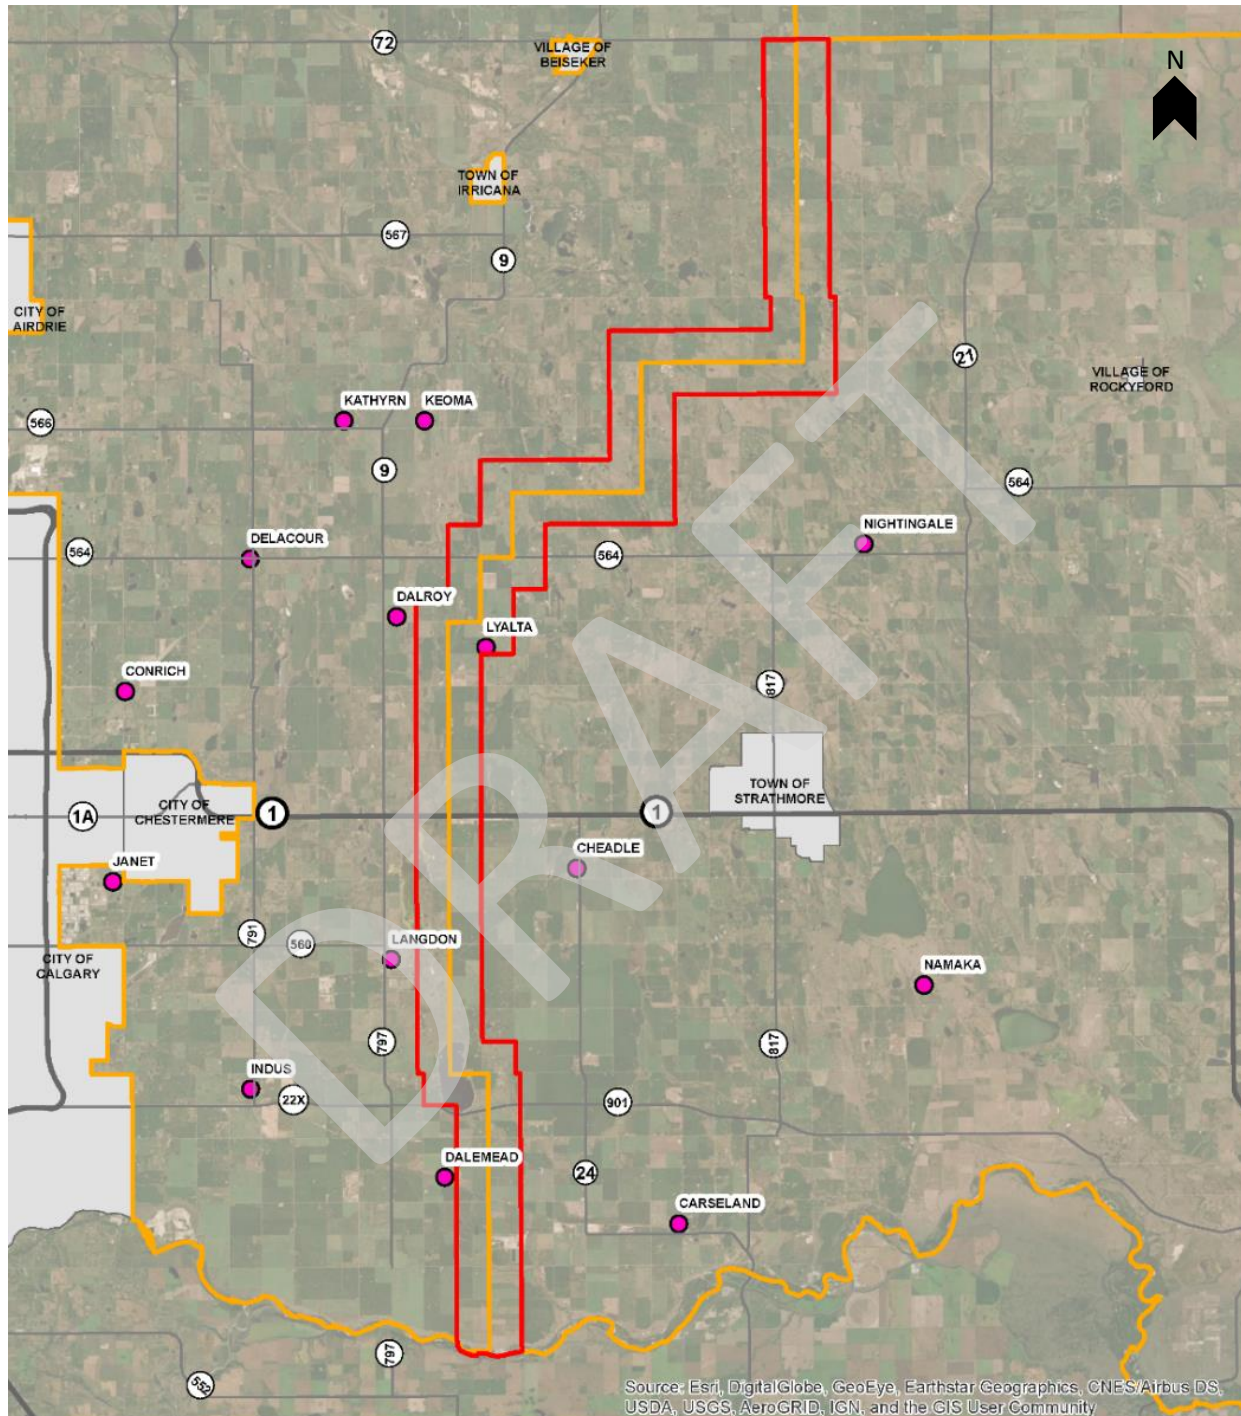 72
VILLAGE OF
BEISEKER
N
TOWN OF
IRRICANA
567
9
CITY OF
AIRDRIE
21
VILLAGE OF
ROCKYFORD
KATHYRN
KEOMA
566
9
564
NIGHTINGALE
DELACOUR
564
564
DALROY
LYALTA
CONRICH
817
TOWN OF
STRATHMORE
CITY OF
CHESTERMERE
1A
1
1
JANET
CHEADLE
791
560
LANGDON
CITY OF
CALGARY
NAMAKA
797
817
INDUS
22X
901
DALEMEAD
24
CARSELAND
797
552
DRAFT
Source: Esri, DigitalGlobe, GeoEye, Earthstar Geographics, CNES/Airbus DS,
USDA, USGS, AeroGRID, IGN, and the GIS User Community